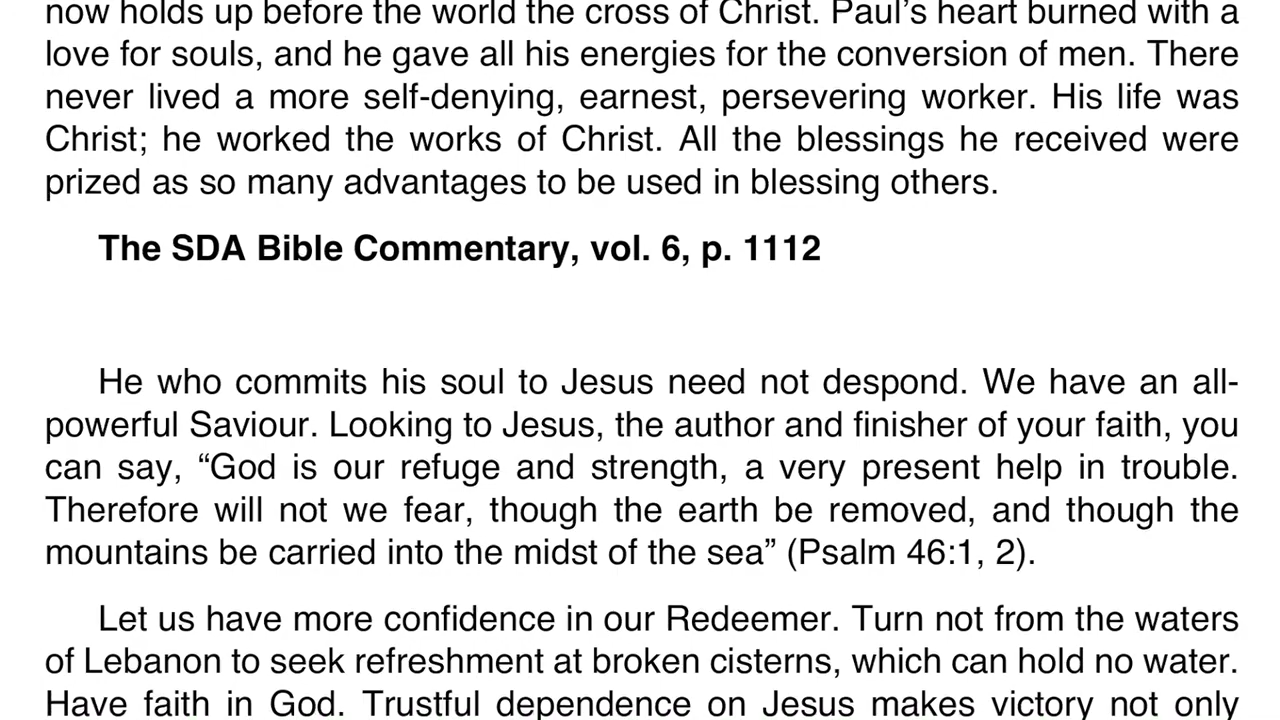 now holds up before the world the cross of Christ. Paul’s heart burned with a
love for souls, and he gave all his energies for the conversion of men. There
never lived a more self-denying, earnest, persevering worker. His life was
Christ; he worked the works of Christ. All the blessings he received were
prized as so many advantages to be used in blessing others.
The SDA Bible Commentary, vol. 6, p. 1112
He who commits his soul to Jesus need not despond. We have an all-
powerful Saviour. Looking to Jesus, the author and finisher of your faith, you
can say, “God is our refuge and strength, a very present help in trouble.
Therefore will not we fear, though the earth be removed, and though the
mountains be carried into the midst of the sea” (Psalm 46:1, 2).
Let us have more confidence in our Redeemer. Turn not from the waters
of Lebanon to seek refreshment at broken cisterns, which can hold no water.
Have faith in God. Trustful dependence on Jesus makes victory not only